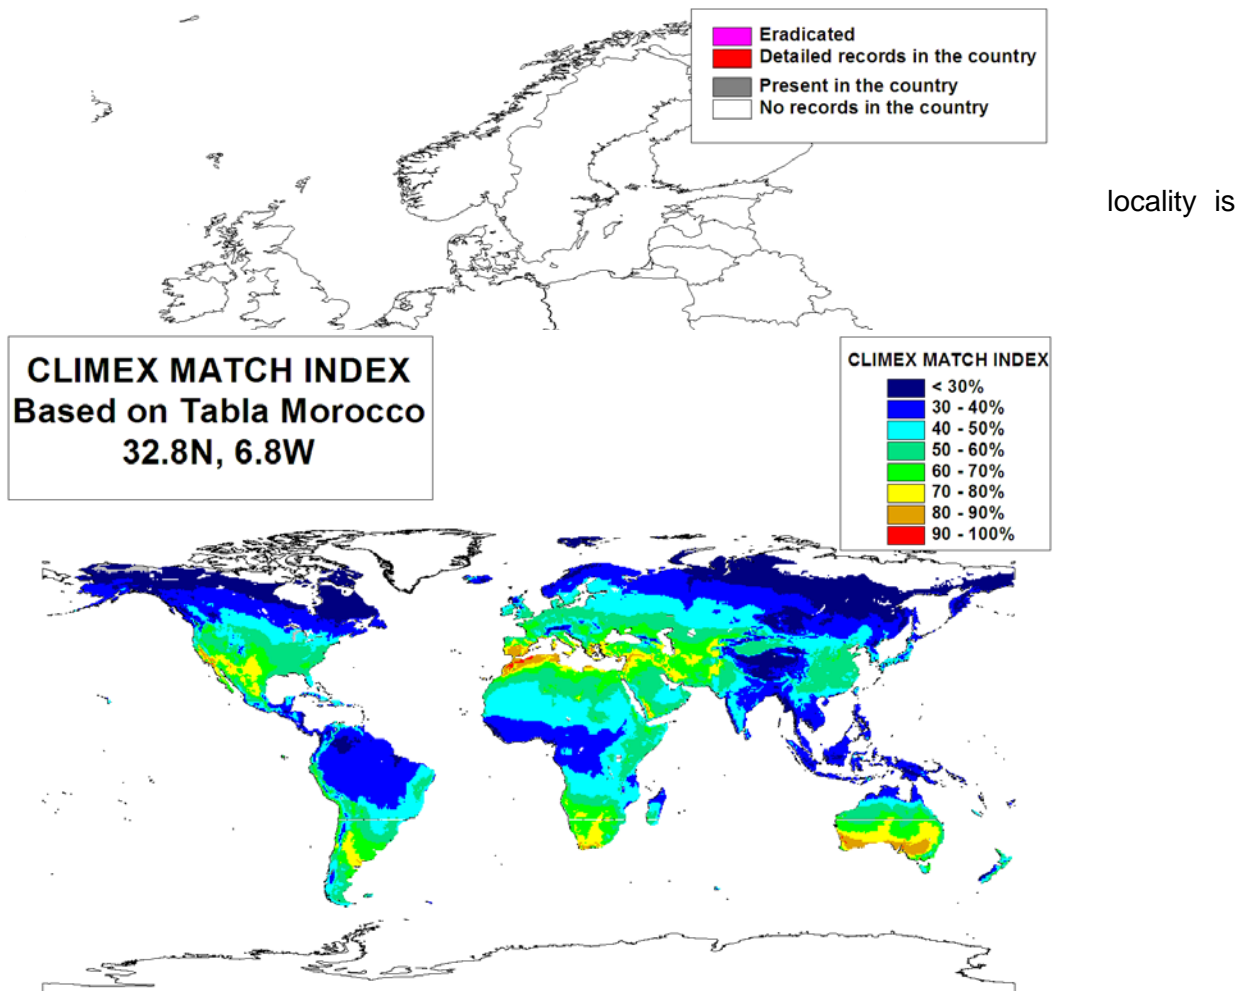 Eradicated
Detailed records in the country
Present in the country
No records in the country
locality is
CLIMEX MATCH INDEX
Based on Tabla Morocco
32.8N, 6.8W
CLIMEX MATCH INDEX
< 30%
30 - 40%
40 - 50%
50 - 60%
60 - 70%
70 - 80%
80 - 90%
90 - 100%